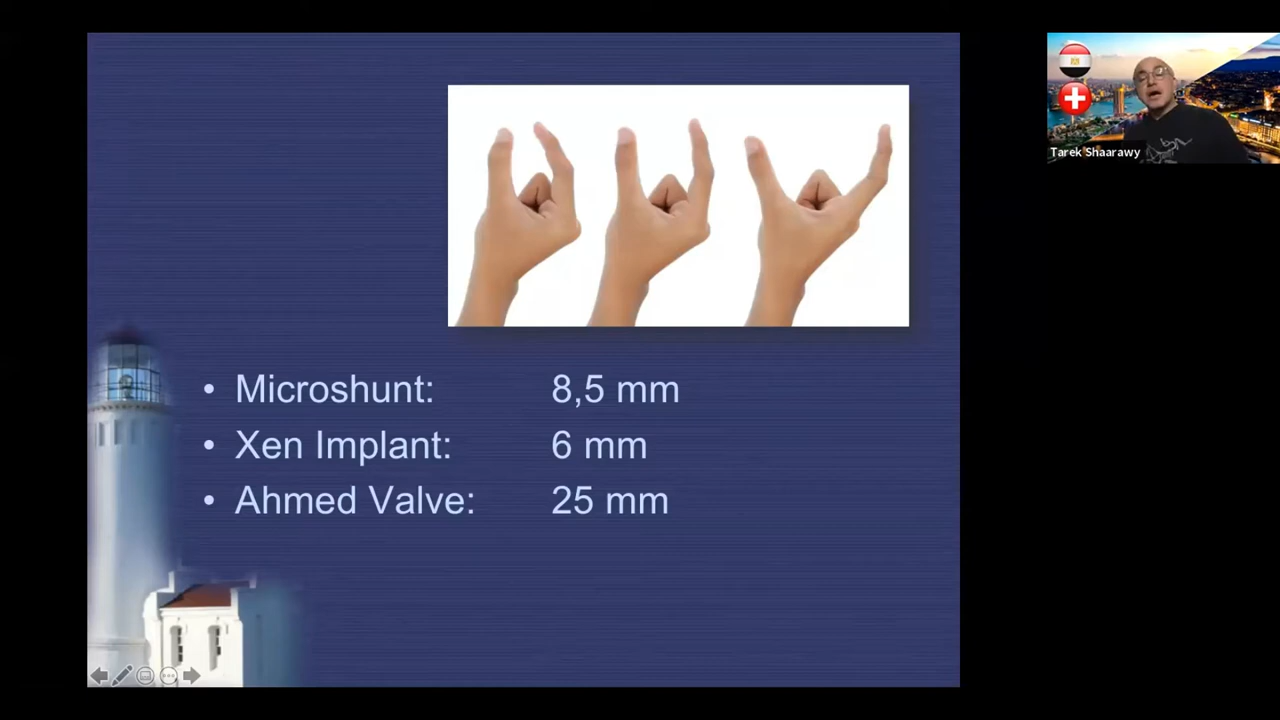 Tarek Shaarawy
• Microshunt: 8,5 mm
• Xen Implant: 6 mm
• Ahmed Valve: 25 mm